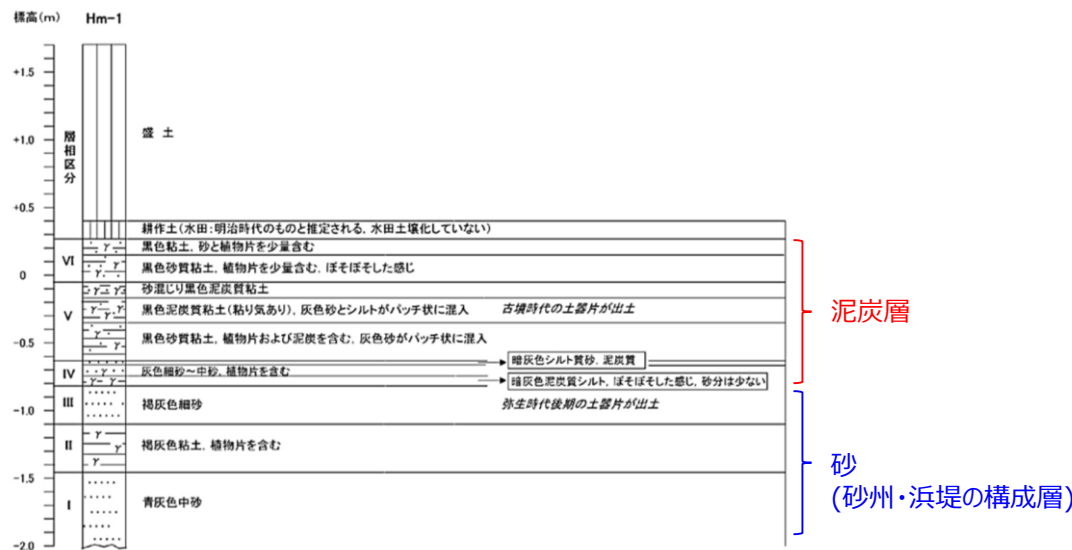 標高(m) Hm-1
+1.5
+1.0
+0.5
0
-0.5
-1.0
-1.5
-2.0
層相区分
盛 土
耕作土(水田:明治時代のものと推定される, 水田土壌化していない)
黒色粘土, 砂と植物片を少量含む
VI
黒色砂質粘土, 植物片を少量含む, ぼそぼそした感じ
砂混じり黒色泥炭質粘土
V
黒色泥炭質粘土(粘り気あり), 灰色砂とシルトがパッチ状に混入 古墳時代の土器片が出土
黒色砂質粘土, 植物片および泥炭を含む, 灰色砂がパッチ状に混入
暗灰色シルト質砂, 泥炭質
IV 灰色細砂～中砂, 植物片を含む
暗灰色泥炭質シルト, ぼそぼそした感じ, 砂分は少ない
III 褐灰色細砂 弥生時代後期の土器片が出土
II 褐灰色粘土, 植物片を含む
I 青灰色中砂
泥炭層
砂
(砂州・浜堤の構成層)